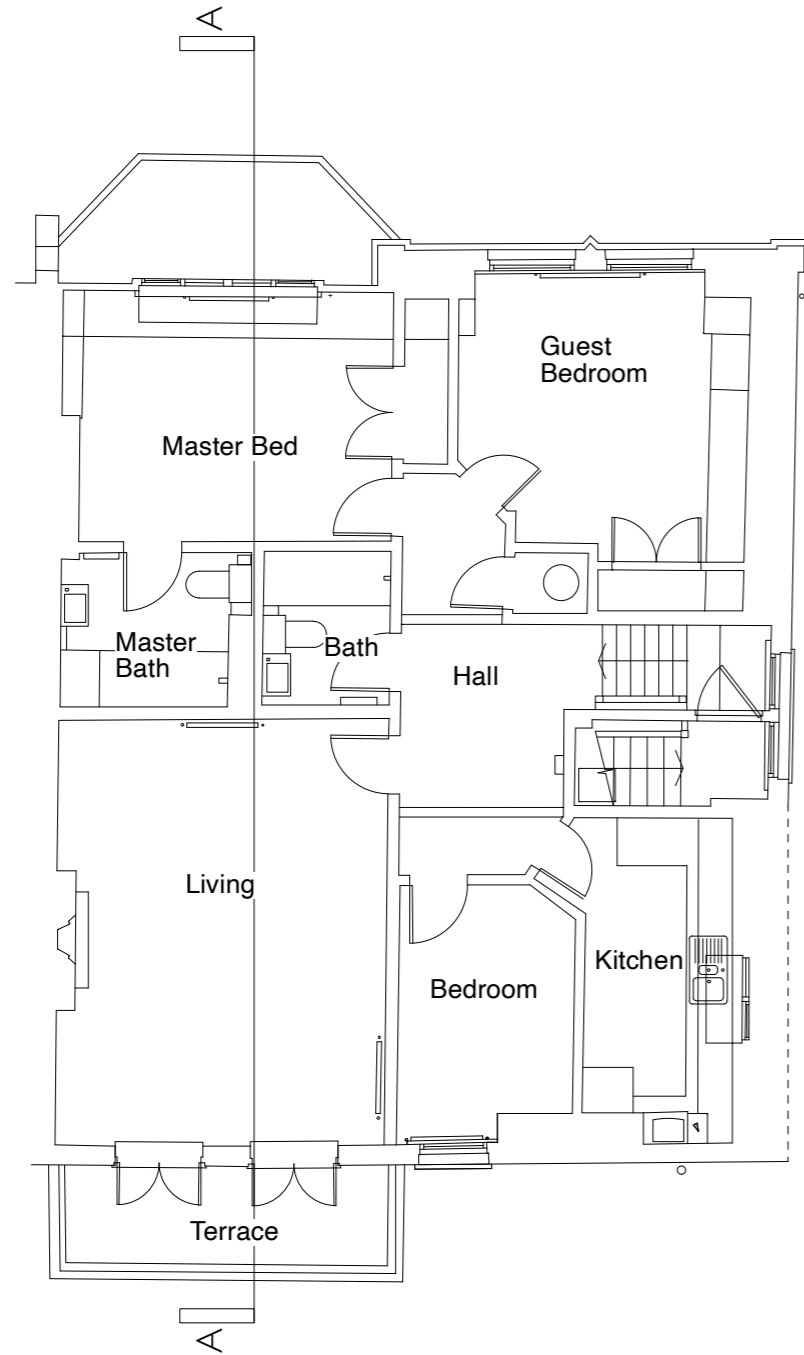 A
Guest
Bedroom
Master Bed
Master
Bath
Bath
Hall
Living
Kitchen
Bedroom
Terrace
A